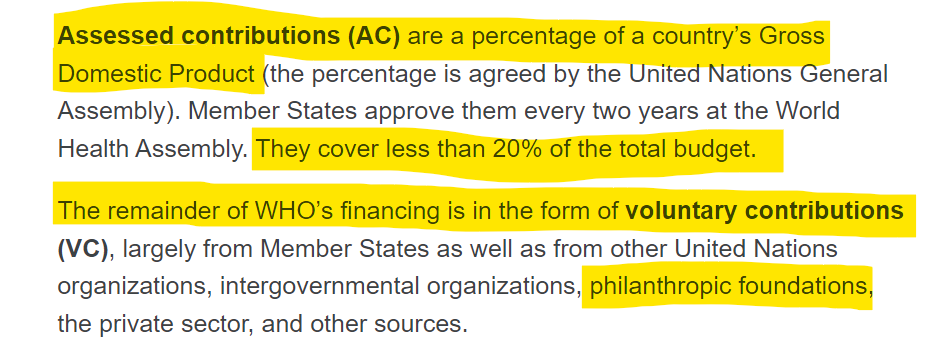 Assessed contributions (AC) are a percentage of a country’s Gross
Domestic Product (the percentage is agreed by the United Nations General
Assembly). Member States approve them every two years at the World
Health Assembly. They cover less than 20% of the total budget.
The remainder of WHO’s financing is in the form of voluntary contributions
(VC), largely from Member States as well as from other United Nations
organizations, intergovernmental organizations, philanthropic foundations,
the private sector, and other sources.